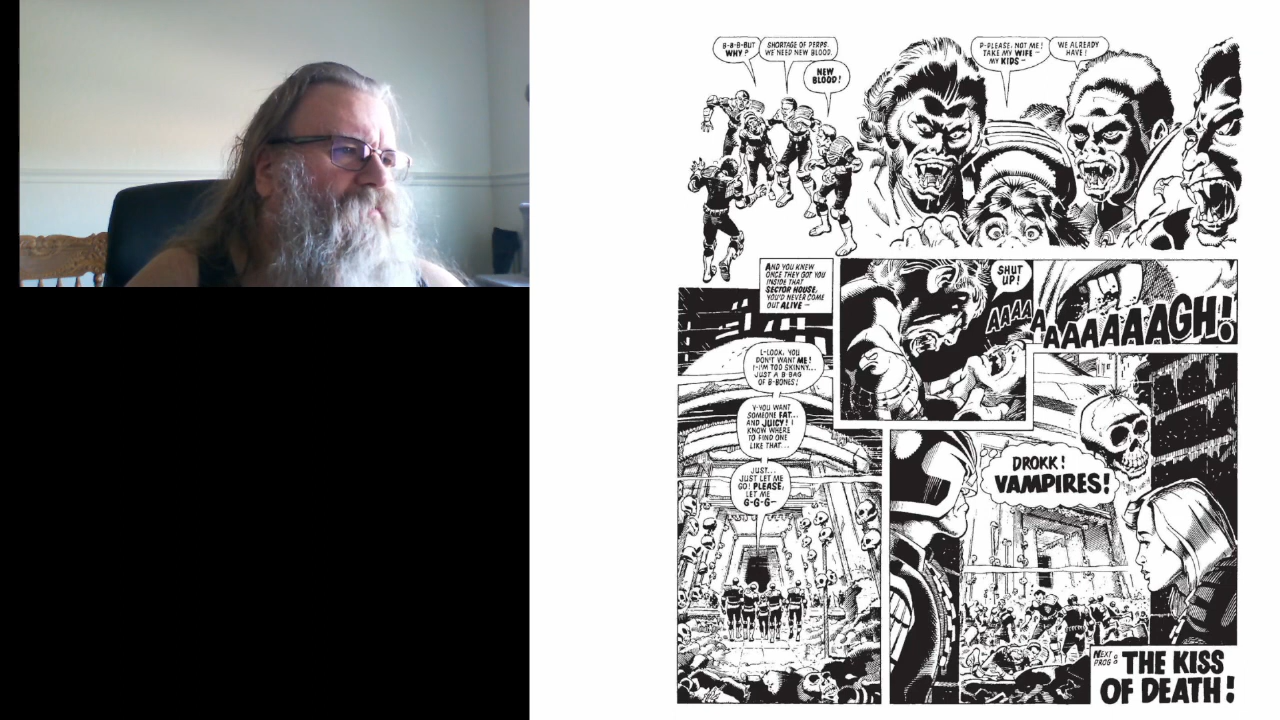 B-B-B-BUT
WHY?
SHORTAGE OF PERPS.
WE NEED NEW BLOOD.
NEW
BLOOD!
P-PLEASE, NOT ME!
TAKE MY WIFE –
MY KIDS –
WE ALREADY
HAVE!
AND YOU KNEW
ONCE THEY GOT YOU
INSIDE THAT
SECTOR HOUSE,
YOU'D NEVER COME
OUT ALIVE –
SHUT
UP!
AAAAAAAAAAAGH!
L-LOOK, YOU
DON'T WANT ME!
I-I'M TOO SKINNY...
JUST A B-BAG
OF B-BONES!
Y-YOU WANT
SOMEONE FAT...
AND JUICY! I
KNOW WHERE
TO FIND ONE
LIKE THAT...
JUST...
JUST LET ME
GO! PLEASE,
LET ME
G-G-G–
DROKK!
VAMPIRES!
NEXT
PROG:
THE KISS
OF DEATH!